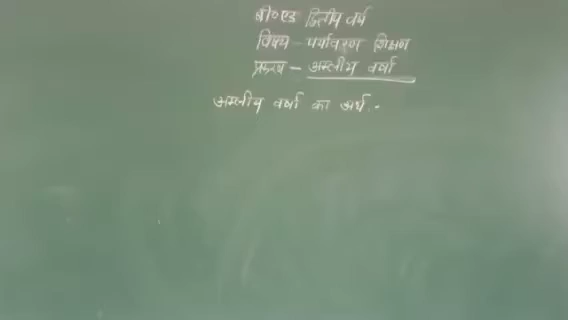 बी०एड द्वितीय वर्ष
विषय - पर्यावरण शिक्षण
प्रकरण - अम्लीय वर्षा
अम्लीय वर्षा का अर्थ :-